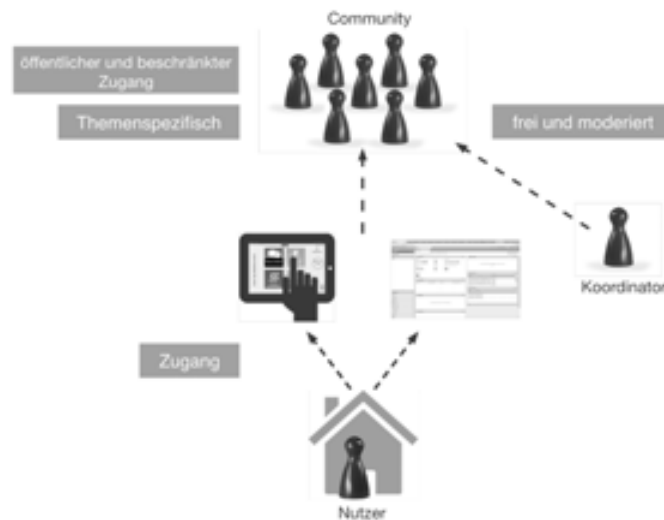 Community
öffentlicher und beschränkter
Zugang
Themenspezifisch
frei und moderiert
Koordinator
Zugang
Nutzer